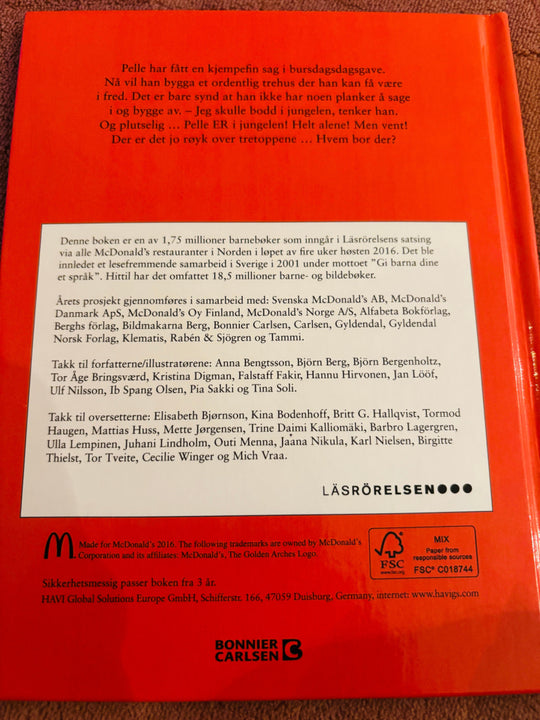 Pelle har fått en kjempefin sag i bursdagsdagsgave.
Nå vil han bygga et ordentlig trehus der han kan få være
i fred. Det er bare synd at han ikke har noen planker å sage
i og bygge av. – Jeg skulle bodd i jungelen, tenker han.
Og plutselig … Pelle ER i jungelen! Helt alene! Men vent!
Der er det jo røyk over tretoppene … Hvem bor der?
Denne boken er en av 1,75 millioner barnebøker som inngår i Läsrörelsens satsing
via alle McDonald's restauranter i Norden i løpet av fire uker høsten 2016. Det ble
innledet et lesefremmende samarbeid i Sverige i 2001 under mottoet "Gi barna dine
et språk". Hittil har det omfattet 18,5 millioner barne- og bildebøker.
Årets prosjekt gjennomføres i samarbeid med: Svenska McDonald's AB, McDonald's
Danmark ApS, McDonald's Oy Finland, McDonald's Norge A/S, Alfabeta Bokförlag,
Berghs förlag, Bildmakarna Berg, Bonnier Carlsen, Carlsen, Gyldendal, Gyldendal
Norsk Forlag, Klematis, Rabén & Sjögren og Tammi.
Takk til forfatterne/illustratørene: Anna Bengtsson, Björn Berg, Björn Bergenholtz,
Tor Åge Bringsværd, Kristina Digman, Falstaff Fakir, Hannu Hirvonen, Jan Lööf,
Ulf Nilsson, Ib Spang Olsen, Pia Sakki og Tina Soli.
Takk til oversetterne: Elisabeth Bjørnson, Kina Bodenhoff, Britt G. Hallqvist, Tormod
Haugen, Mattias Huss, Mette Jørgensen, Trine Daimi Kalliomäki, Barbro Lagergren,
Ulla Lempinen, Juhani Lindholm, Outi Menna, Jaana Nikula, Karl Nielsen, Birgitte
Thielst, Tor Tveite, Cecilie Winger og Mich Vraa.
LÄSRÖRELSEN
Made for McDonald's 2016. The following trademarks are owned by McDonald's
Corporation and its affiliates: McDonald's, The Golden Arches Logo.
FSC
www.fsc.org
MIX
Paper from
responsible sources
FSC® C018744
Sikkerhetsmessig passer boken fra 3 år.
HAVI Global Solutions Europe GmbH, Schifferstr. 166, 47059 Duisburg, Germany, internet: www.havigs.com
BONNIER
CARLSEN